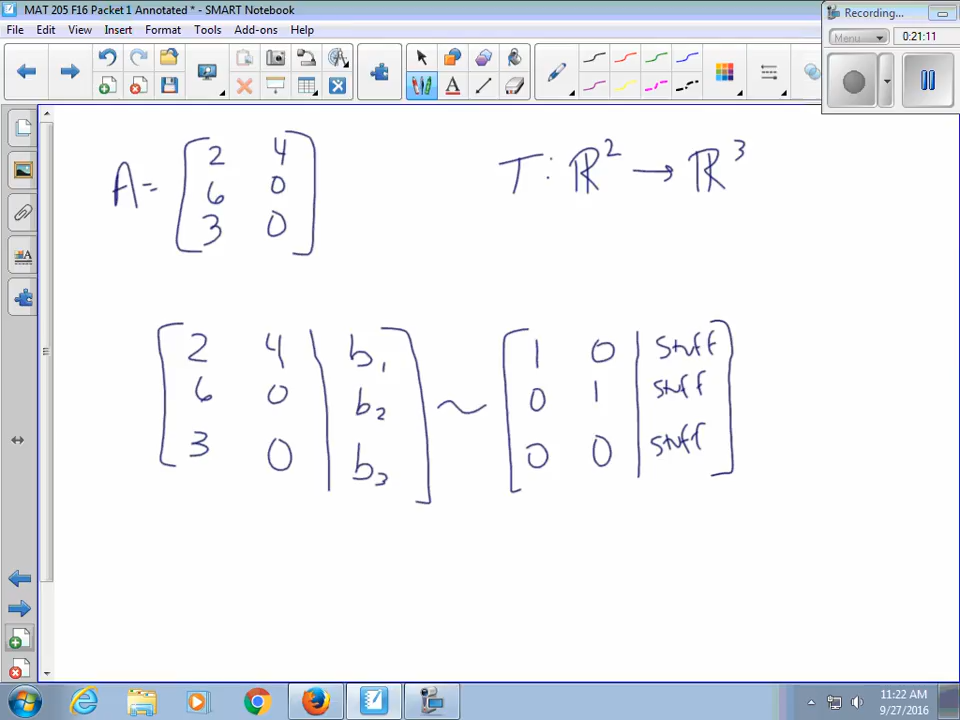 MAT 205 F16 Packet 1 Annotated * - SMART Notebook
Recording...
File Edit View Insert Format Tools Add-ons Help
Menu
0:21:11
A = [ 2 4
6 0
3 0 ]
T: ℝ² → ℝ³
[ 2 4 | b₁ ] ~ [ 1 0 | stuff ]
[ 6 0 | b₂ ] [ 0 1 | stuff ]
[ 3 0 | b₃ ] [ 0 0 | stuff ]
11:22 AM
9/27/2016